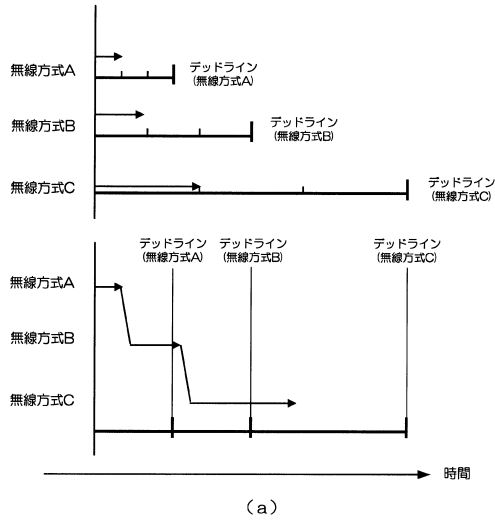 無線方式A
デッドライン
(無線方式A)
無線方式B
デッドライン
(無線方式B)
無線方式C
デッドライン
(無線方式C)
デッドライン
(無線方式A)
デッドライン
(無線方式B)
デッドライン
(無線方式C)
無線方式A
無線方式B
無線方式C
時間
(a)